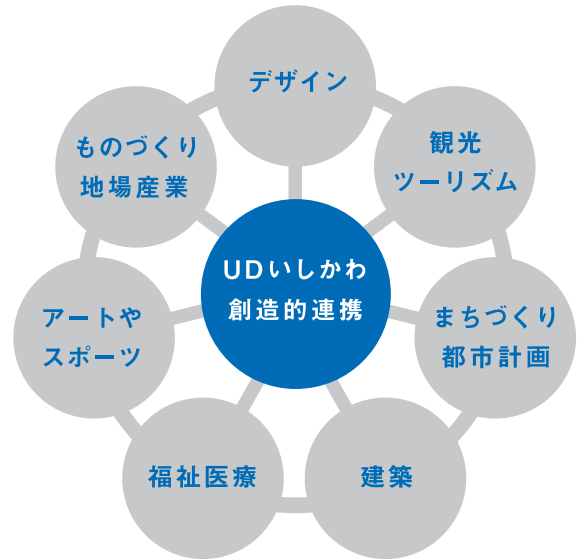 デザイン
観光
ツーリズム
まちづくり
都市計画
建築
福祉医療
アートや
スポーツ
ものづくり
地場産業
UDいしかわ
創造的連携